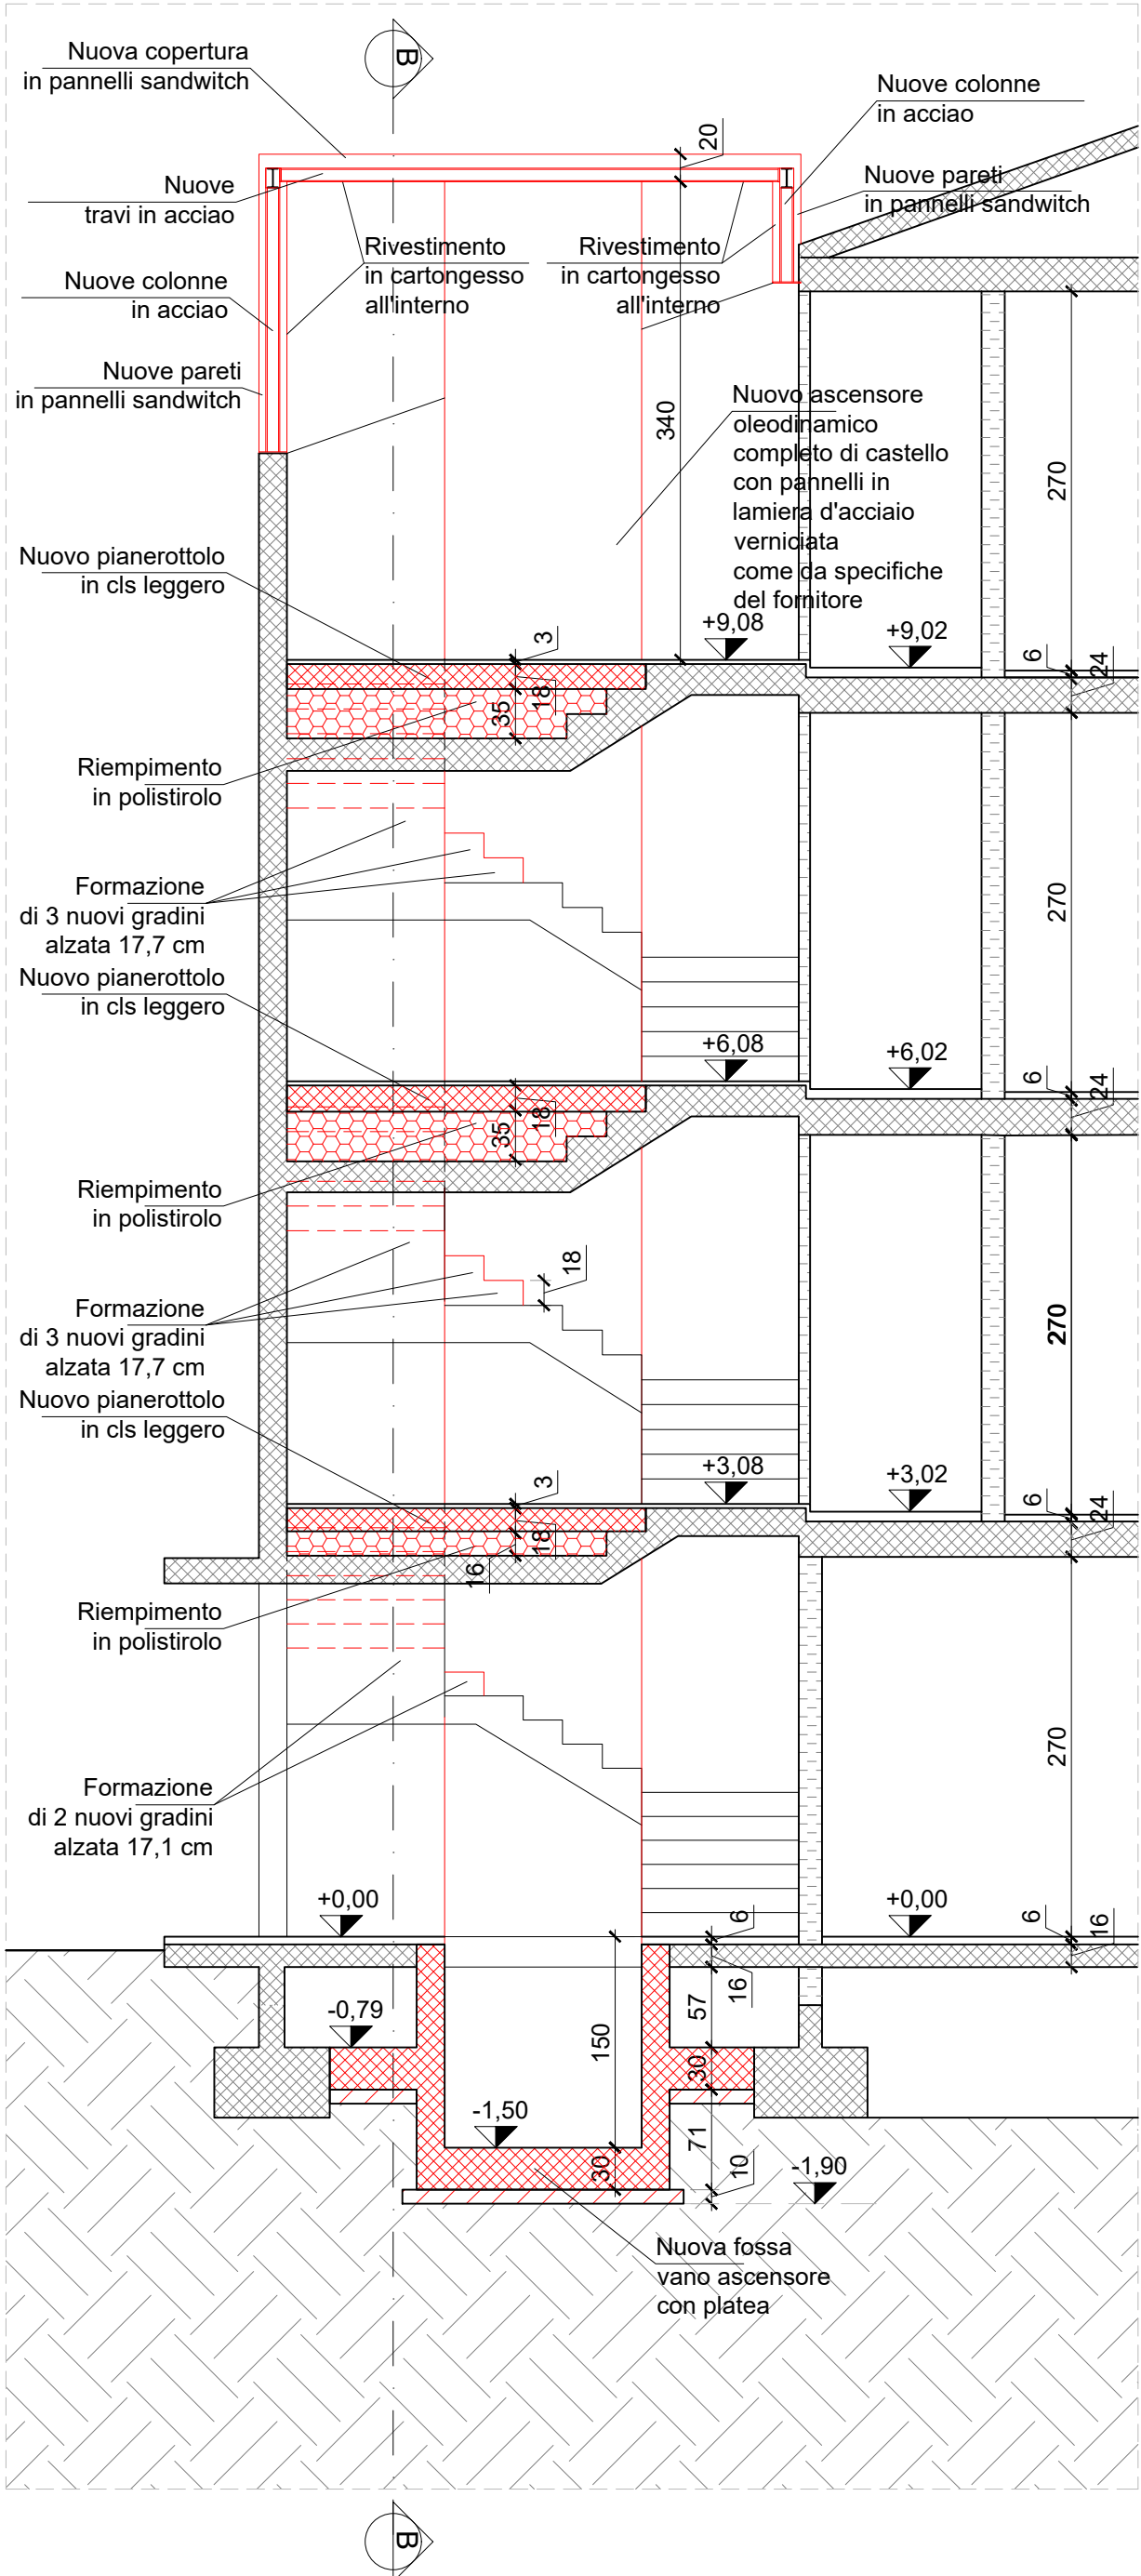 B
Nuova copertura
in pannelli sandwitch
Nuove colonne
in acciao
20
Nuove
travi in acciao
Nuove pareti
in pannelli sandwitch
Rivestimento
in cartongesso
all'interno
Rivestimento
in cartongesso
all'interno
Nuove colonne
in acciao
Nuove pareti
in pannelli sandwitch
340
270
Nuovo ascensore
oleodinamico
completo di castello
con pannelli in
lamiera d'acciaio
verniciata
come da specifiche
del fornitore
Nuovo pianerottolo
in cls leggero
3
18
35
+9,08
+9,02
6
24
Riempimento
in polistirolo
Formazione
di 3 nuovi gradini
alzata 17,7 cm
270
Nuovo pianerottolo
in cls leggero
+6,08
+6,02
6
24
18
35
Riempimento
in polistirolo
18
Formazione
di 3 nuovi gradini
alzata 17,7 cm
270
Nuovo pianerottolo
in cls leggero
3
18
16
+3,08
+3,02
6
24
Riempimento
in polistirolo
270
Formazione
di 2 nuovi gradini
alzata 17,1 cm
+0,00
+0,00
6
16
6
16
-0,79
57
150
30
-1,50
71
30
10
-1,90
Nuova fossa
vano ascensore
con platea
B